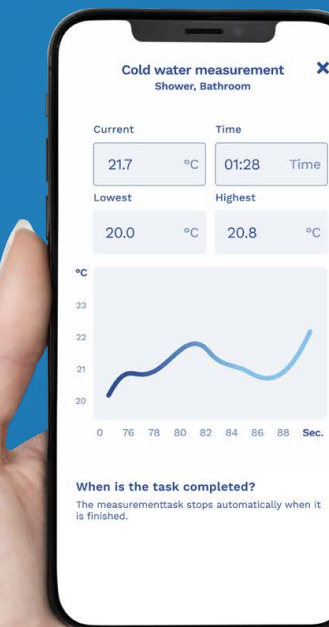 Cold water measurement
Shower, Bathroom
Current
Time
21.7 °C
01:28 Time
Lowest
Highest
20.0 °C
20.8 °C
°C
23
22
21
20
0 76 78 80 82 84 86 88 Sec.
When is the task completed?
The measurementtask stops automatically when it
is finished.